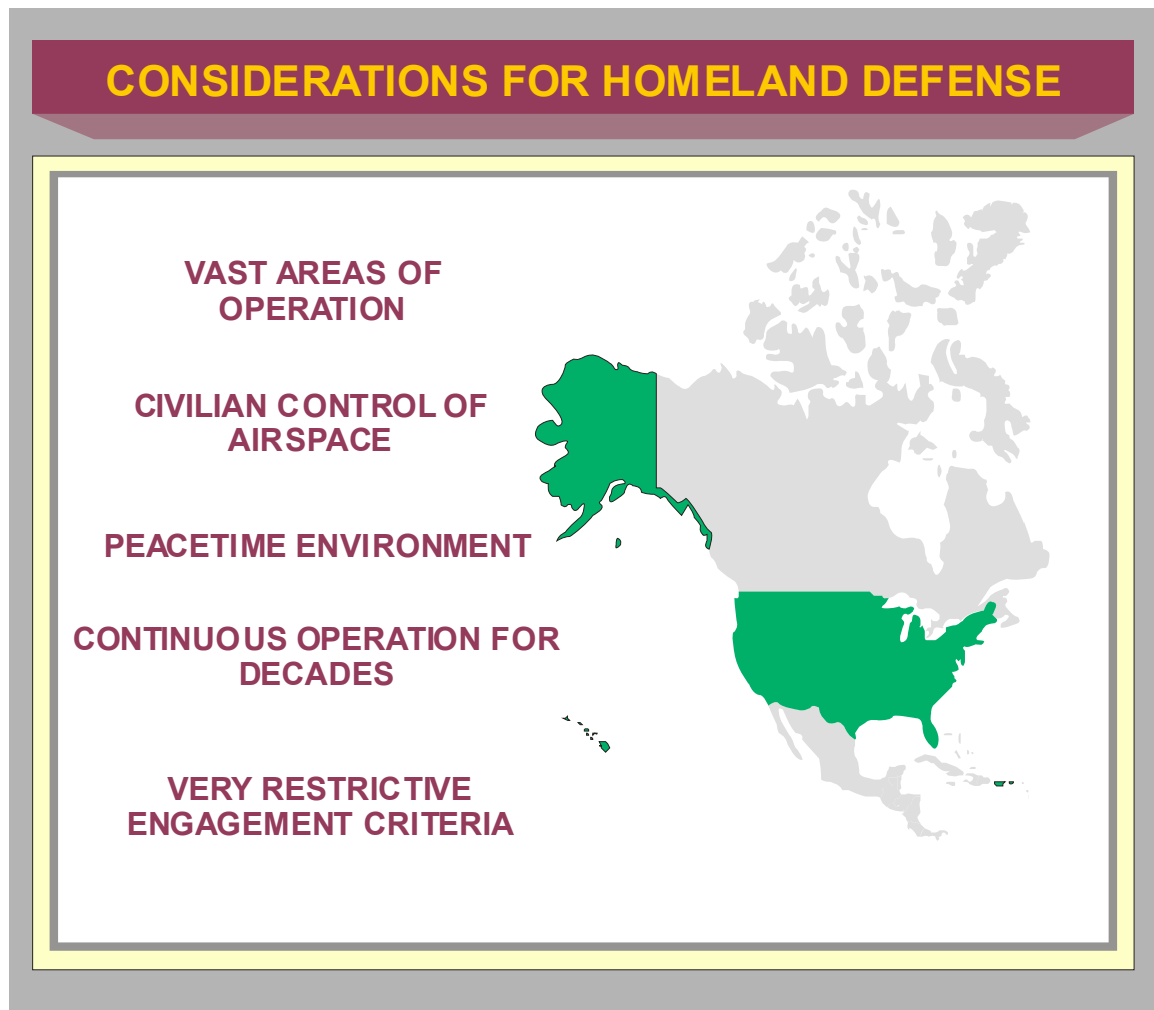 CONSIDERATIONS FOR HOMELAND DEFENSE
VAST AREAS OF
OPERATION
CIVILIAN CONTROL OF
AIRSPACE
PEACETIME ENVIRONMENT
CONTINUOUS OPERATION FOR
DECADES
VERY RESTRICTIVE
ENGAGEMENT CRITERIA